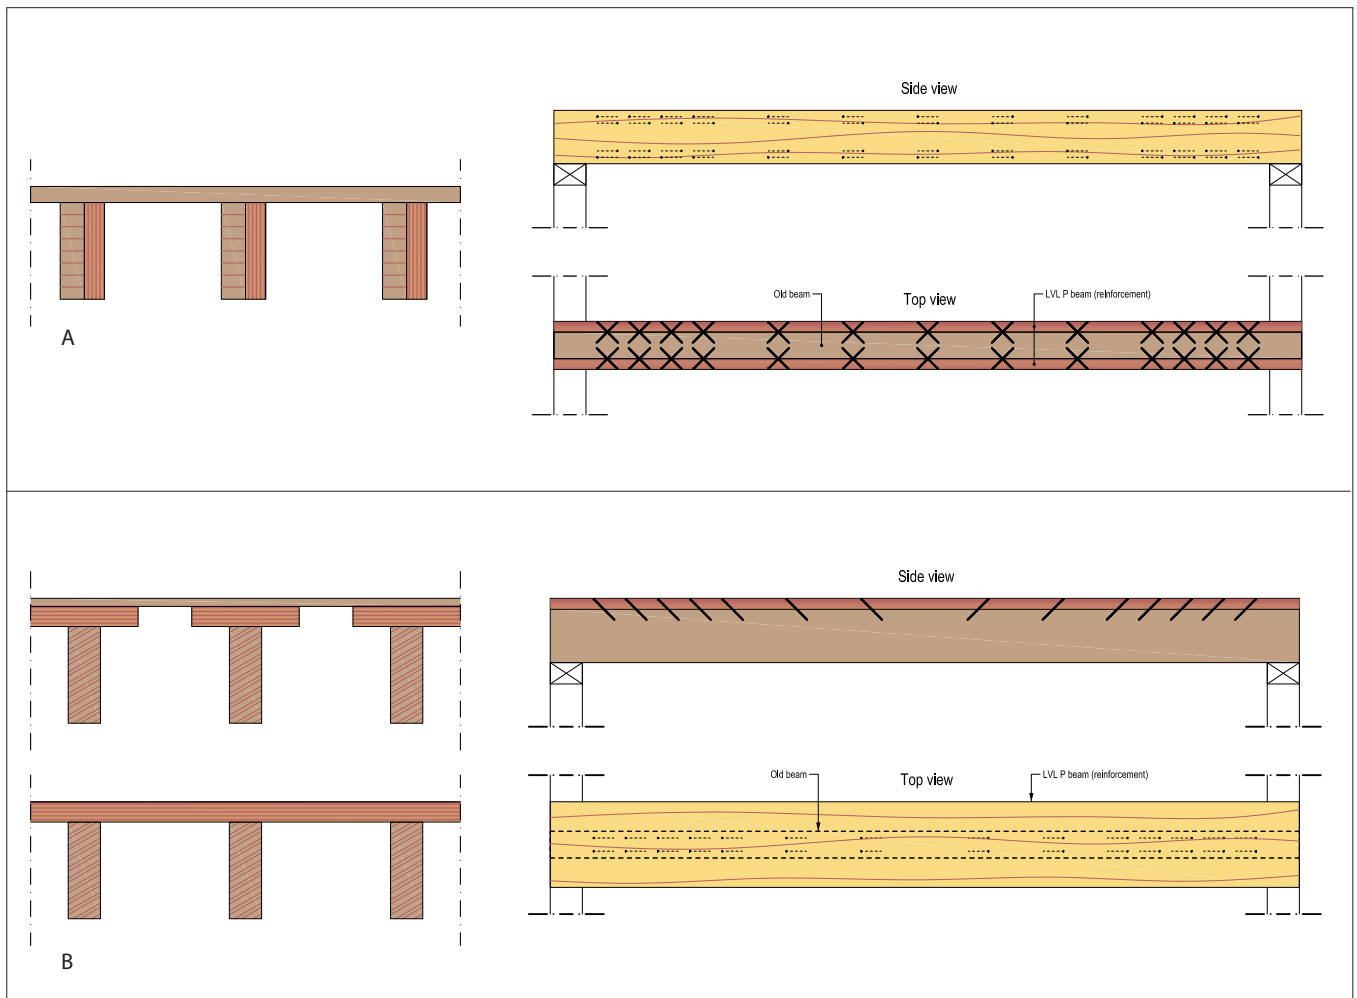 Side view
Old beam
Top view
LVL P beam (reinforcement)
A
Side view
Old beam
Top view
LVL P beam (reinforcement)
B